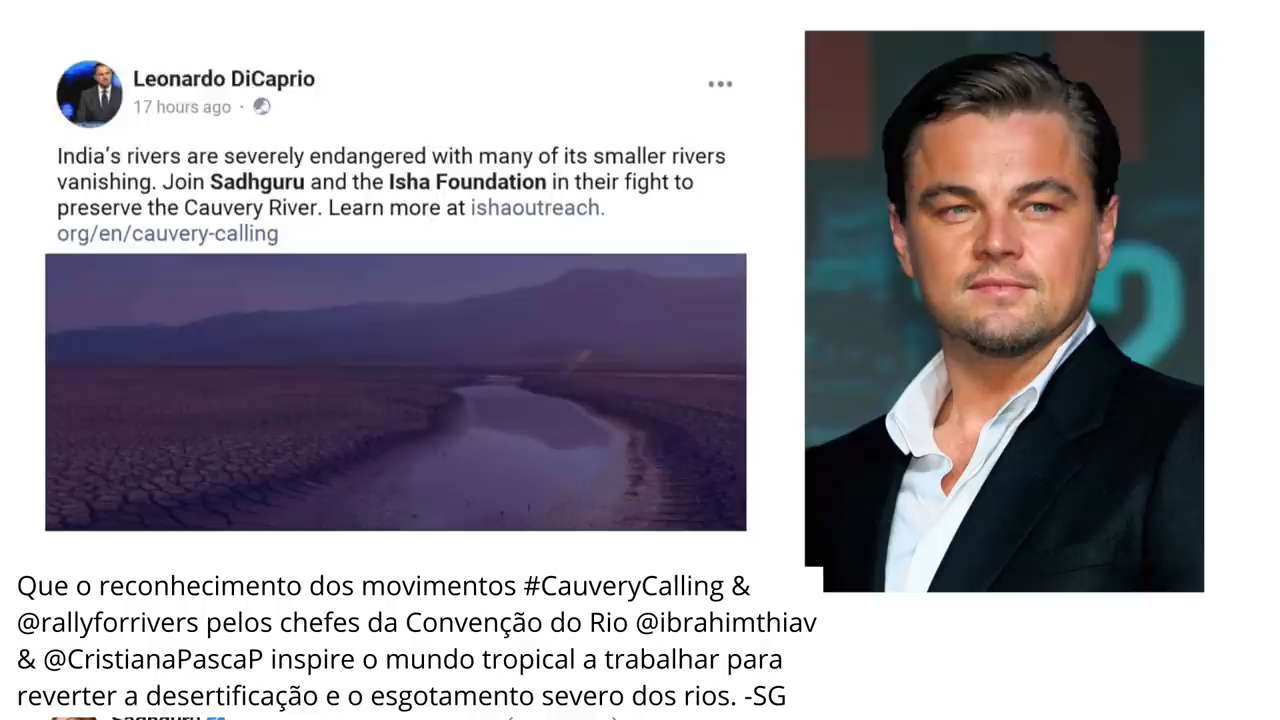 Leonardo DiCaprio
17 hours ago ·
India's rivers are severely endangered with many of its smaller rivers
vanishing. Join Sadhguru and the Isha Foundation in their fight to
preserve the Cauvery River. Learn more at ishaoutreach.
org/en/cauvery-calling
2
Que o reconhecimento dos movimentos #CauveryCalling &
@rallyforrivers pelos chefes da Convenção do Rio @ibrahimthiav
& @CristianaPascaP inspire o mundo tropical a trabalhar para
reverter a desertificação e o esgotamento severo dos rios. -SG
Sadhguru